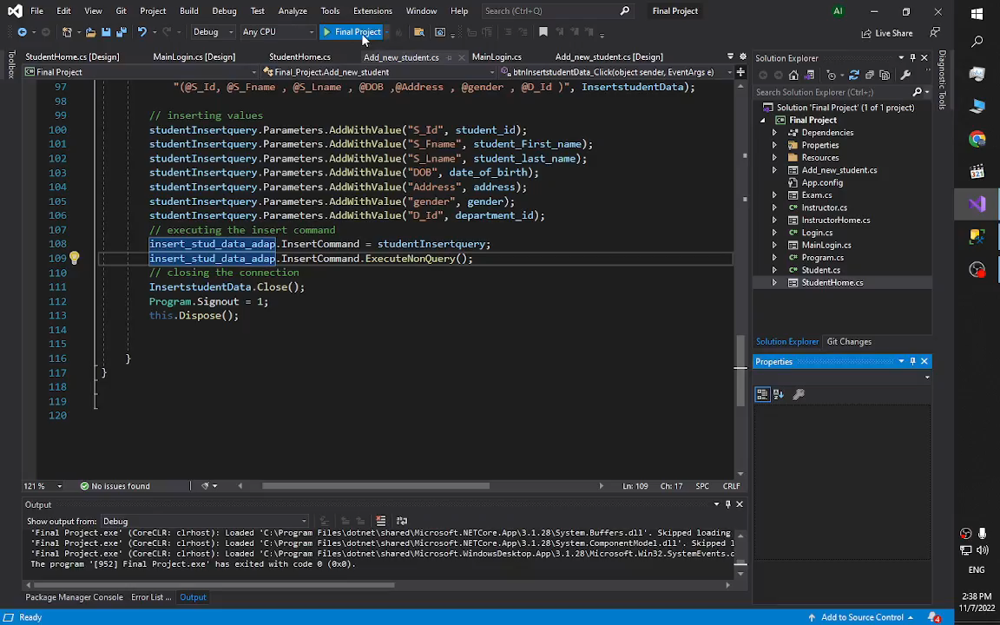 File Edit View Git Project Build Debug Test Analyze Tools Extensions Window Help Search (Ctrl+Q) Final Project AI
Debug Any CPU Final Project Live Share
StudentHome.cs [Design] MainLogin.cs [Design] StudentHome.cs Add_new_student.cs MainLogin.cs Add_new_student.cs [Design]
Final Project Final_Project.Add_new_student btnInsertstudentData_Click(object sender, EventArgs e)
97 "(@S_Id, @S_Fname , @S_Lname , @DOB ,@Address , @gender , @D_Id )", InsertstudentData);
98
99 // inserting values
100 studentInsertquery.Parameters.AddWithValue("S_Id", student_id);
101 studentInsertquery.Parameters.AddWithValue("S_Fname", student_First_name);
102 studentInsertquery.Parameters.AddWithValue("S_Lname", student_last_name);
103 studentInsertquery.Parameters.AddWithValue("DOB", date_of_birth);
104 studentInsertquery.Parameters.AddWithValue("Address", address);
105 studentInsertquery.Parameters.AddWithValue("gender", gender);
106 studentInsertquery.Parameters.AddWithValue("D_Id", department_id);
107 // executing the insert command
108 insert_stud_data_adap.InsertCommand = studentInsertquery;
109 insert_stud_data_adap.InsertCommand.ExecuteNonQuery();
110 // closing the connection
111 InsertstudentData.Close();
112 Program.Signout = 1;
113 this.Dispose();
114
115
116 }
117 }
118
119
120
121 % No issues found Ln: 109 Ch: 17 SPC CRLF
Output
Show output from: Debug
'Final Project.exe' (CoreCLR: clrhost): Loaded 'C:\Program Files\dotnet\shared\Microsoft.NETCore.App\3.1.28\System.Buffers.dll'. Skipped loading
'Final Project.exe' (CoreCLR: clrhost): Loaded 'C:\Program Files\dotnet\shared\Microsoft.NETCore.App\3.1.28\System.ComponentModel.dll'. Skipped l
'Final Project.exe' (CoreCLR: clrhost): Loaded 'C:\Program Files\dotnet\shared\Microsoft.WindowsDesktop.App\3.1.28\Microsoft.Win32.SystemEvents.d
The program '[952] Final Project.exe' has exited with code 0 (0x0).
Package Manager Console Error List ... Output
Ready Add to Source Control 4
Toolbox
Solution Explorer
Search Solution Explorer (Ctrl+;)
Solution 'Final Project' (1 of 1 project)
Final Project
Dependencies
Properties
Resources
Add_new_student.cs
App.config
Exam.cs
Instructor.cs
InstructorHome.cs
Login.cs
MainLogin.cs
Program.cs
Student.cs
StudentHome.cs
Solution Explorer Git Changes
Properties
Diagnostic Tools
321
ENG
2:38 PM
11/7/2022